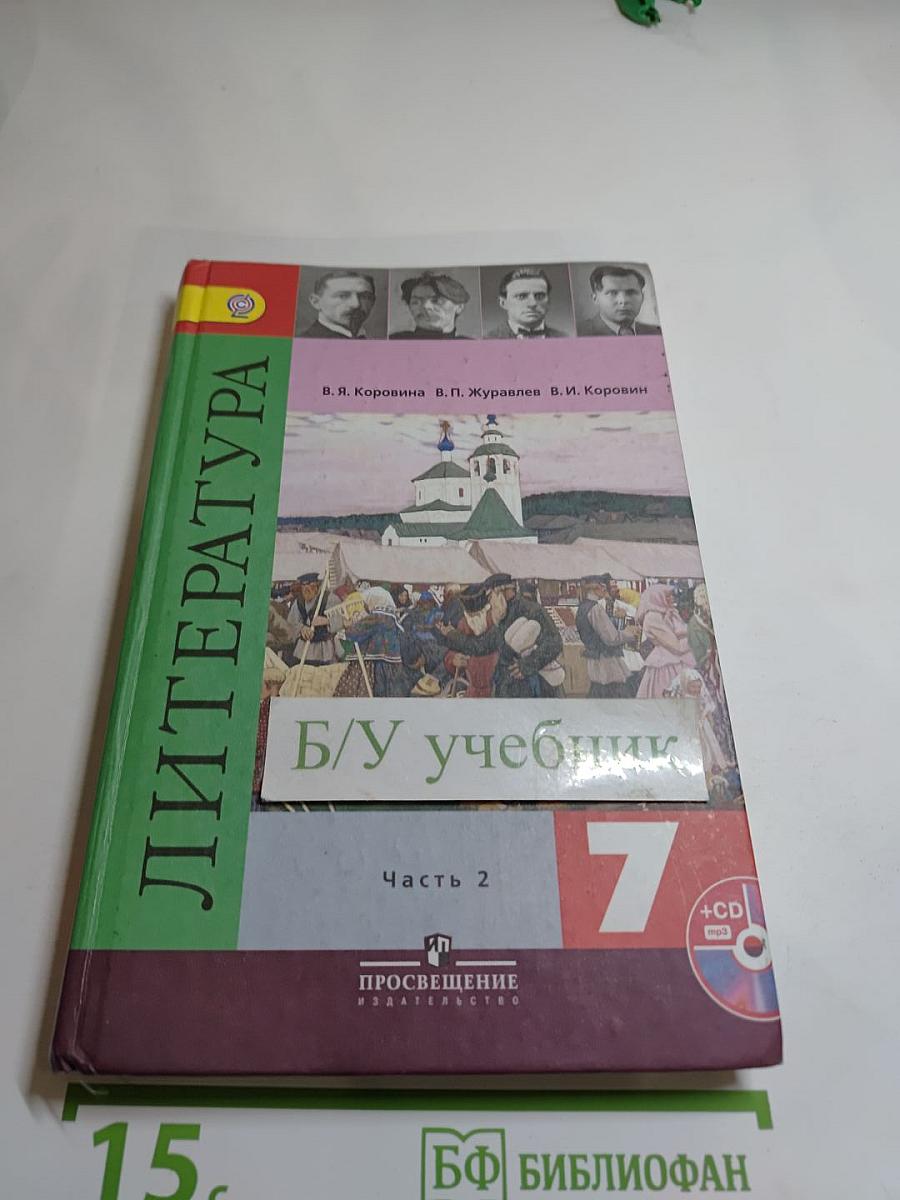 В. Я. Коровина В. П. Журавлев В. И. Коровин
ЛИТЕРАТУРА
Б/У учебник
Часть 2
7
+CD
mp3
ПРОСВЕЩЕНИЕ
ИЗДАТЕЛЬСТВО
15 с
БФ БИБЛИОФАН